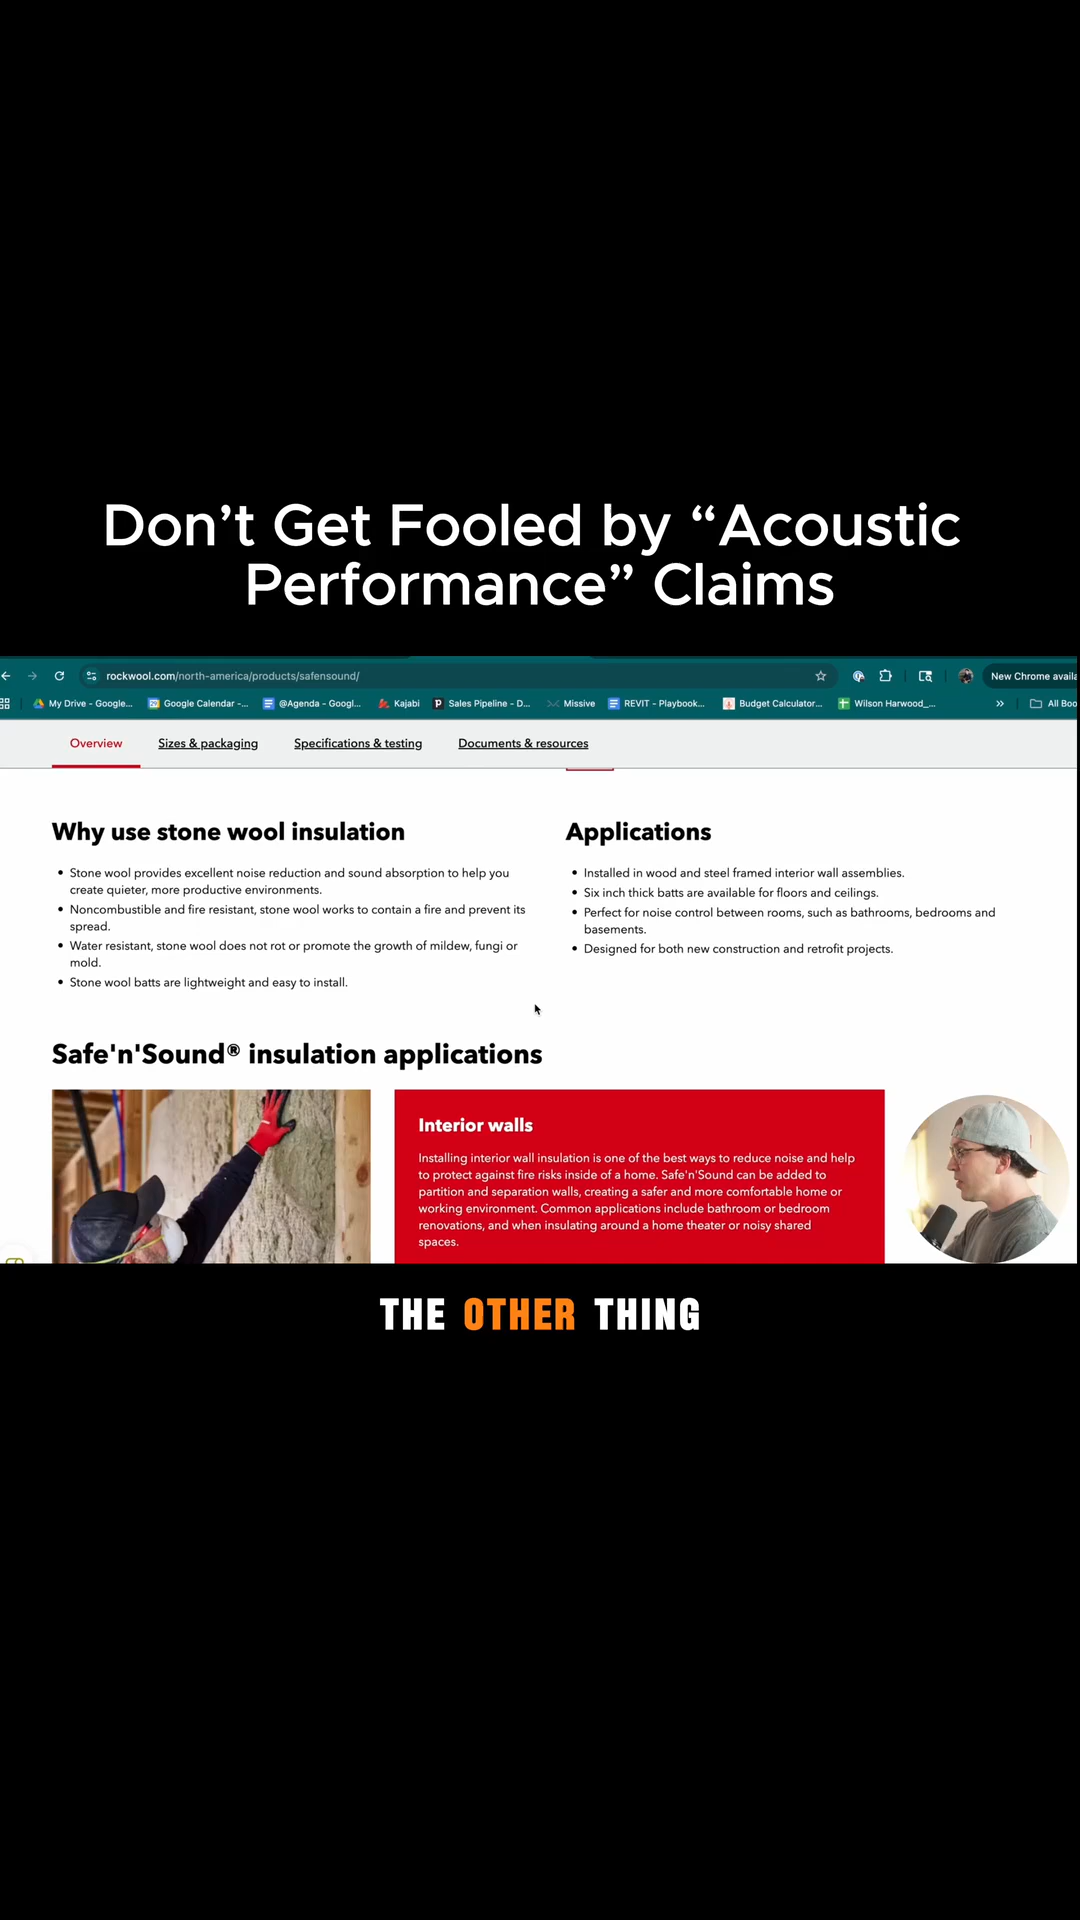 Don’t Get Fooled by “Acoustic
Performance” Claims
rockwool.com/north-america/products/safensound/
New Chrome availa
My Drive - Google...
Google Calendar -...
@Agenda - Googl...
Kajabi
Sales Pipeline - D...
Missive
REVIT - Playbook...
Budget Calculator...
Wilson Harwood_...
»
All Boo
Overview
Sizes & packaging
Specifications & testing
Documents & resources
Why use stone wool insulation
• Stone wool provides excellent noise reduction and sound absorption to help you
create quieter, more productive environments.
• Noncombustible and fire resistant, stone wool works to contain a fire and prevent its
spread.
• Water resistant, stone wool does not rot or promote the growth of mildew, fungi or
mold.
• Stone wool batts are lightweight and easy to install.
Applications
• Installed in wood and steel framed interior wall assemblies.
• Six inch thick batts are available for floors and ceilings.
• Perfect for noise control between rooms, such as bathrooms, bedrooms and
basements.
• Designed for both new construction and retrofit projects.
Safe'n'Sound® insulation applications
Interior walls
Installing interior wall insulation is one of the best ways to reduce noise and help
to protect against fire risks inside of a home. Safe'n'Sound can be added to
partition and separation walls, creating a safer and more comfortable home or
working environment. Common applications include bathroom or bedroom
renovations, and when insulating around a home theater or noisy shared
spaces.
THE OTHER THING